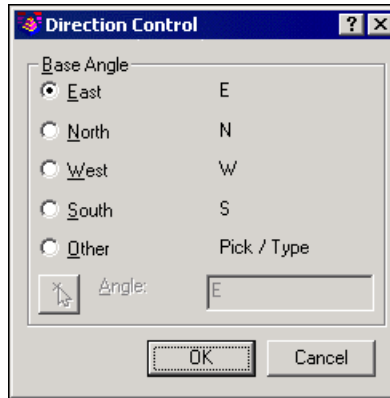 Direction Control ? X
Base Angle
East E
North N
West W
South S
Other Pick / Type
Angle: E
OK Cancel